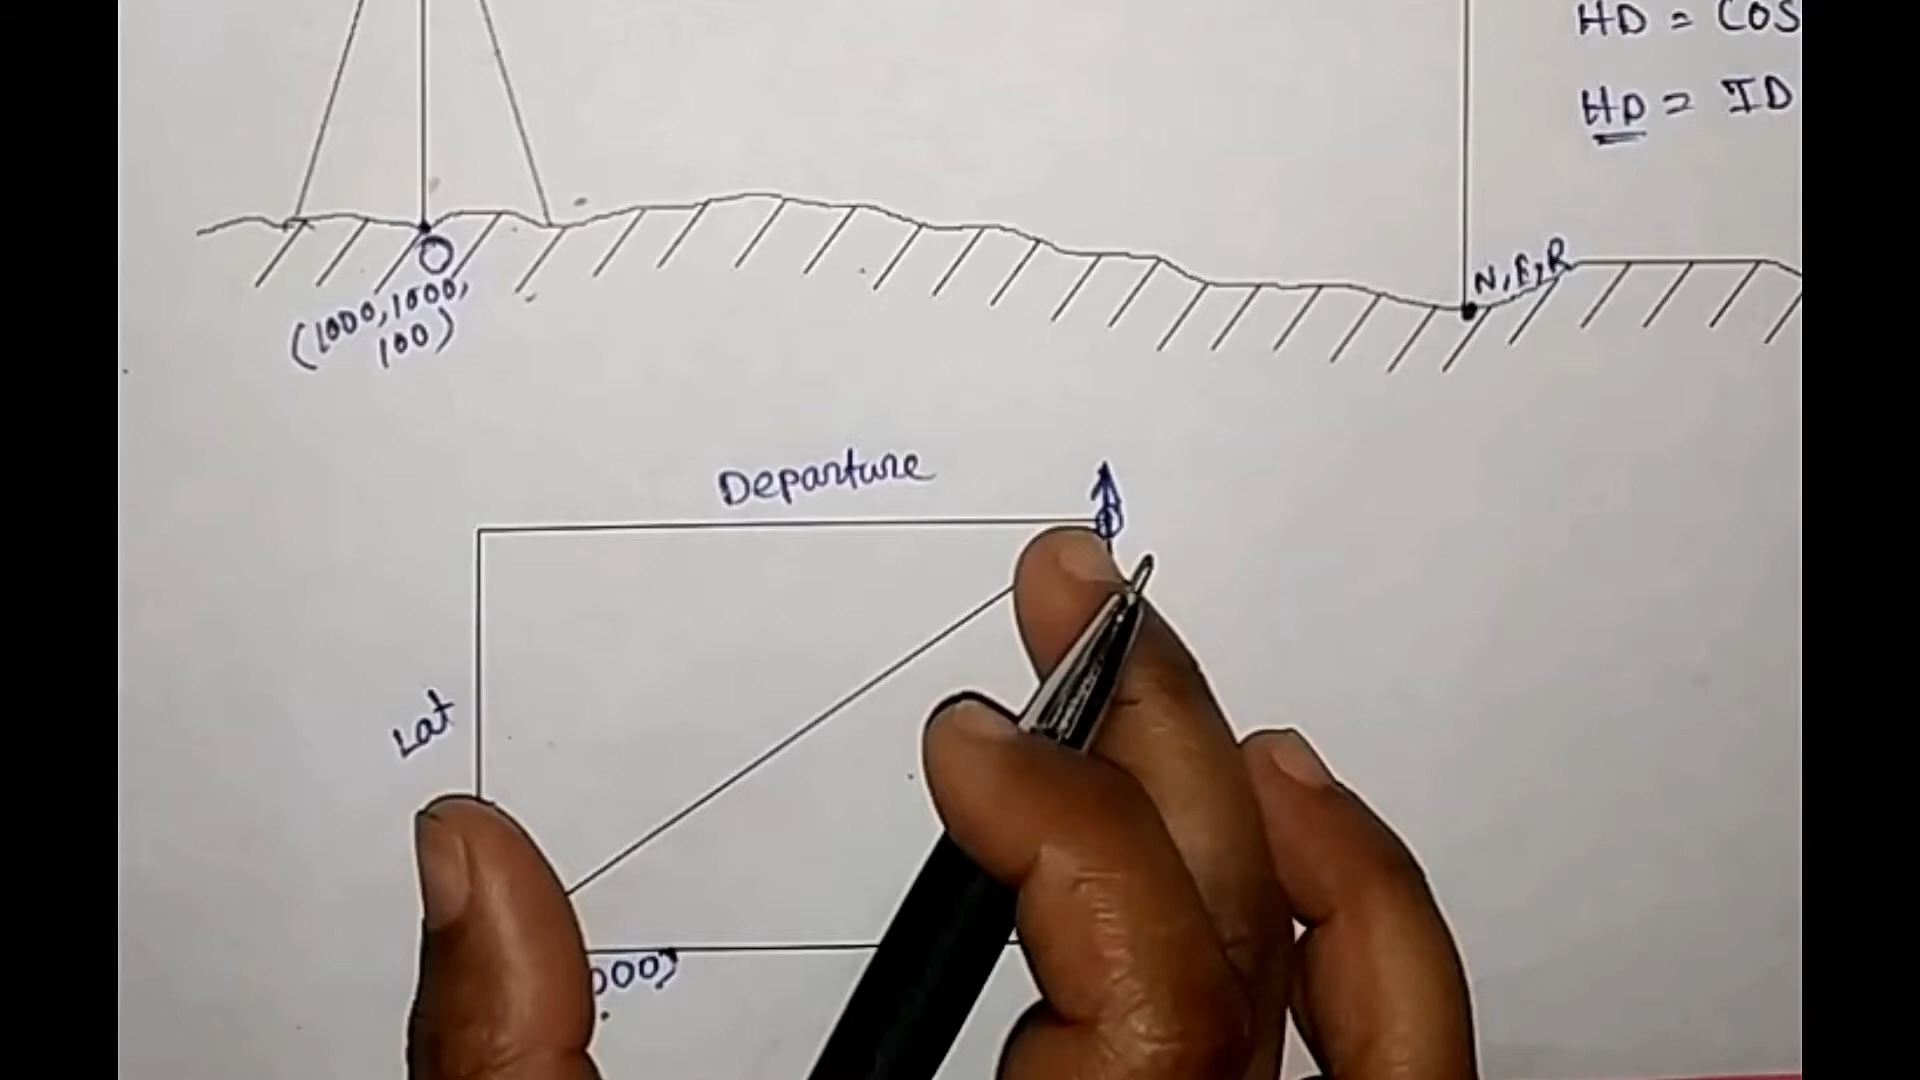 HD = COS
HD = ID
N, E, R
O
(1000, 1000,
100)
Departure
Lat
000)